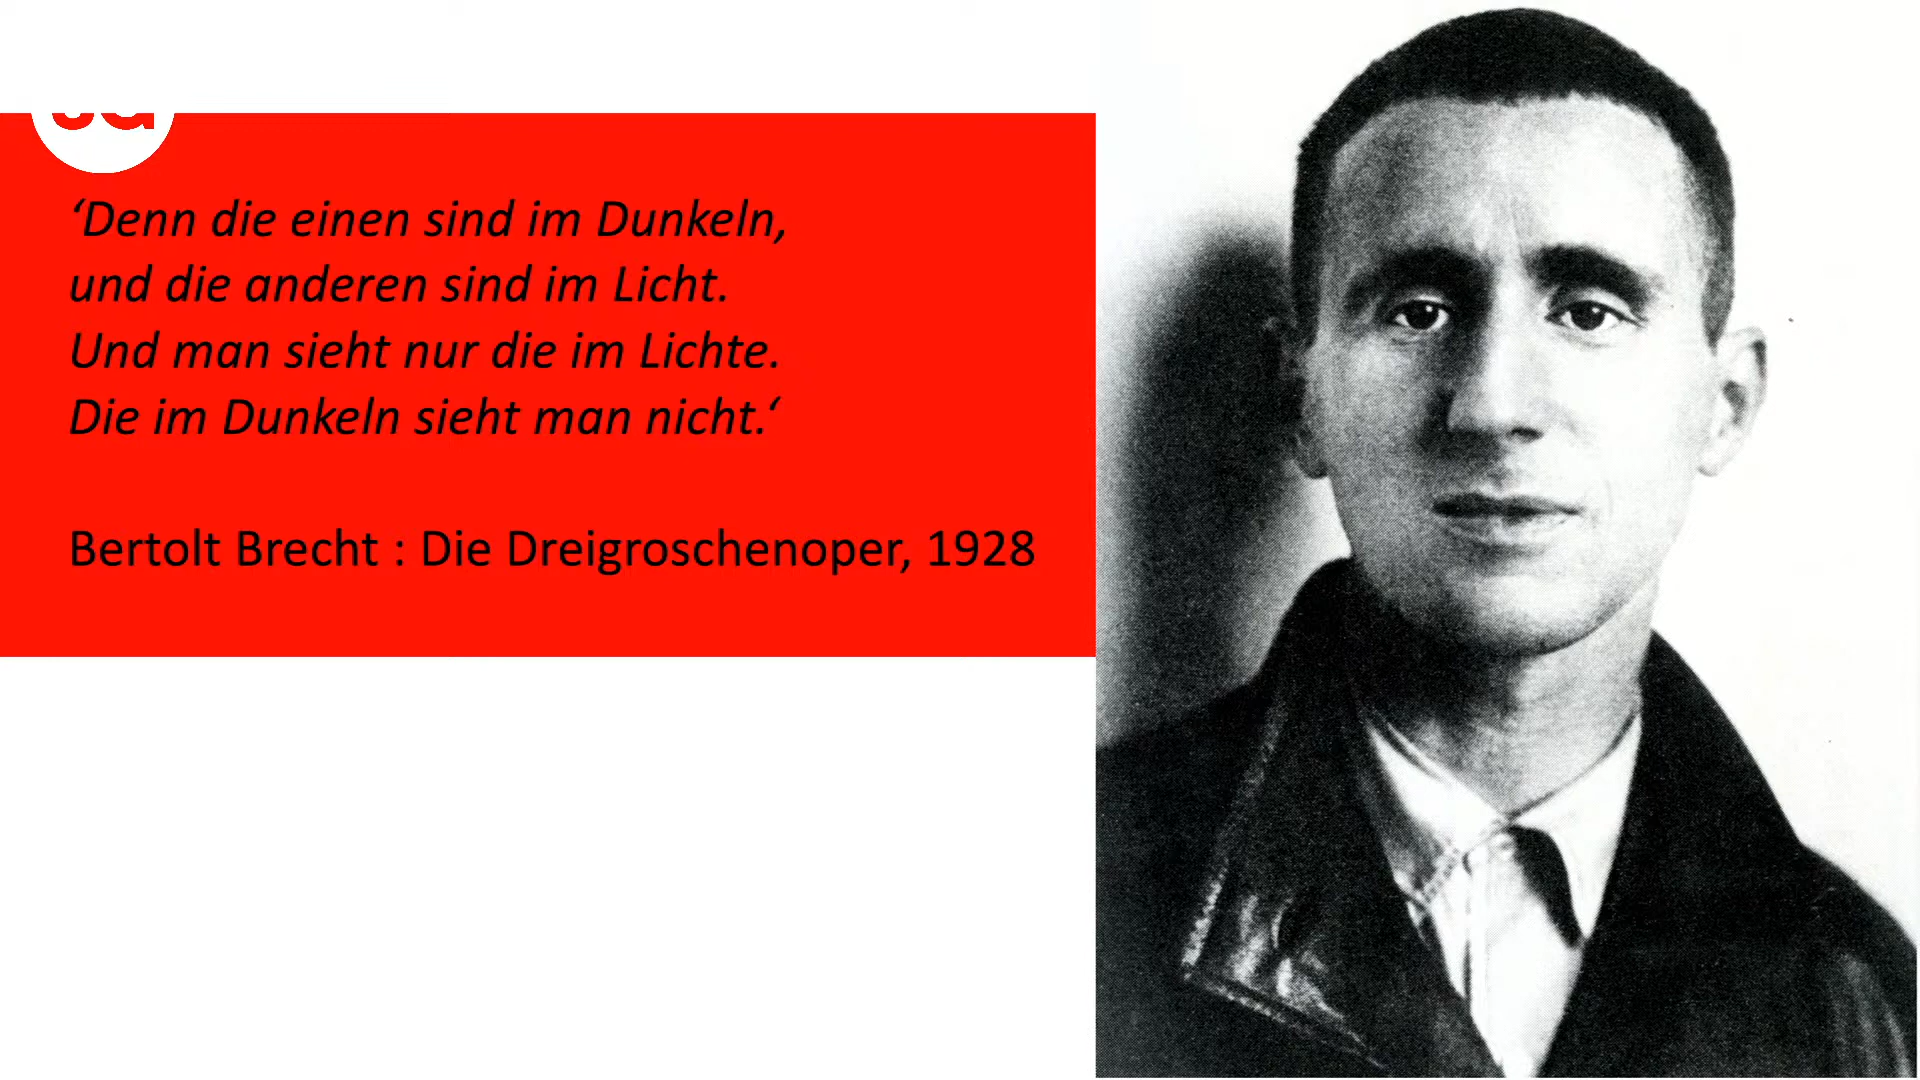 ‘Denn die einen sind im Dunkeln,
und die anderen sind im Licht.
Und man sieht nur die im Lichte.
Die im Dunkeln sieht man nicht.‘
Bertolt Brecht : Die Dreigroschenoper, 1928